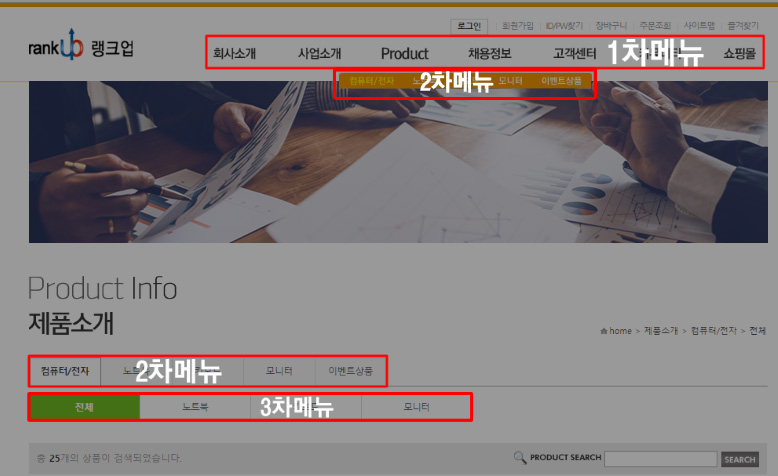 로그인 회원가입 ID/PW찾기 장바구니 주문조회 사이트맵 즐겨찾기
rankup 랭크업
회사소개 사업소개 Product 채용정보 고객센터 1차메뉴 쇼핑몰
컴퓨터/전자 2차메뉴 모니터 이벤트상품
Product Info
제품소개
home > 제품소개 > 컴퓨터/전자 > 전체
컴퓨터/전자 2차메뉴 모니터 이벤트상품
전체 노트북 3차메뉴 모니터
총 25개의 상품이 검색되었습니다.
PRODUCT SEARCH SEARCH